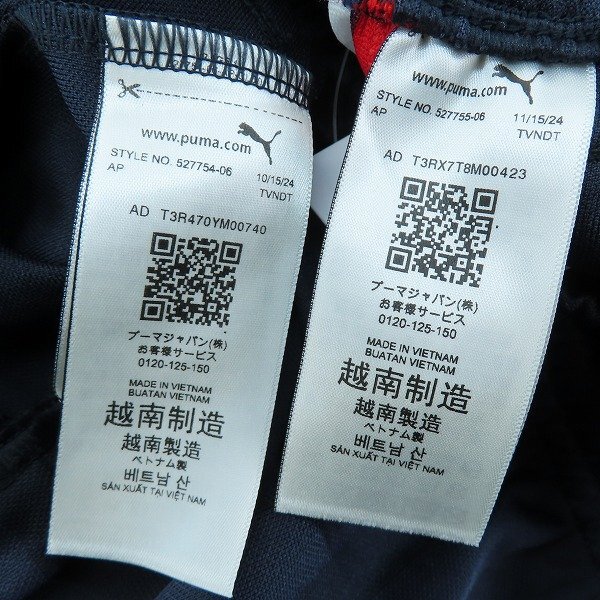 www.puma.com
STYLE NO. 527754-06 10/15/24
AP TVNDT
AD T3R470YM00740
プーマジャパン(株)
お客様サービス
0120-125-150
MADE IN VIETNAM
BUATAN VIETNAM
越南制造
越南製造
ベトナム製
베트남 산
SẢN XUẤT TẠI VIỆT NAM
www.puma.com
STYLE NO. 527755-06 11/15/24
AP TVNDT
AD T3RX7T8M00423
プーマジャパン(株)
お客様サービス
0120-125-150
MADE IN VIETNAM
BUATAN VIETNAM
越南制造
越南製造
ベトナム製
베트남 산
SẢN XUẤT TẠI VIỆT NAM